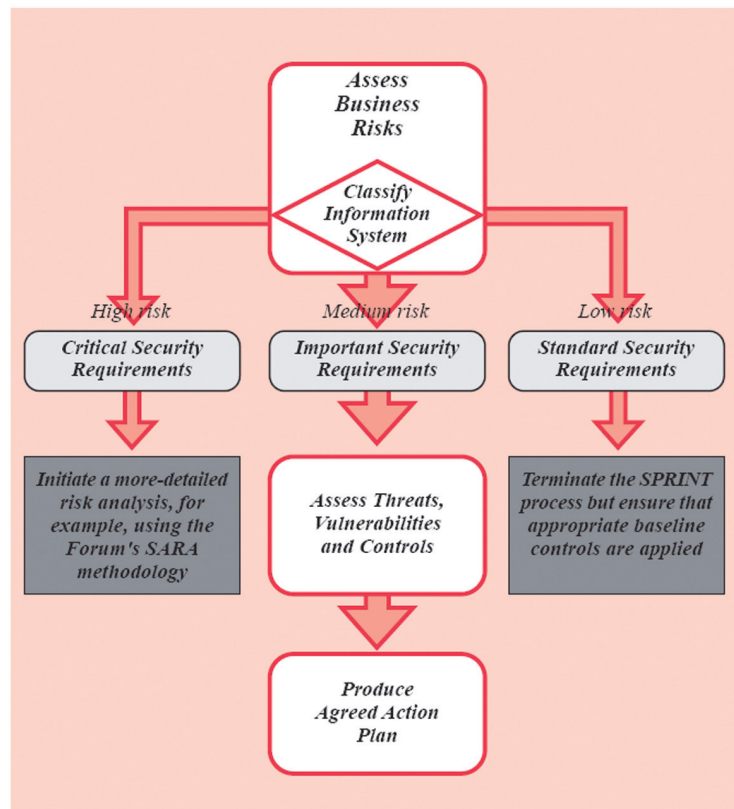 Assess
Business
Risks
Classify
Information
System
High risk
Medium risk
Low risk
Critical Security
Requirements
Important Security
Requirements
Standard Security
Requirements
Initiate a more-detailed
risk analysis, for
example, using the
Forum's SARA
methodology
Assess Threats,
Vulnerabilities
and Controls
Terminate the SPRINT
process but ensure that
appropriate baseline
controls are applied
Produce
Agreed Action
Plan